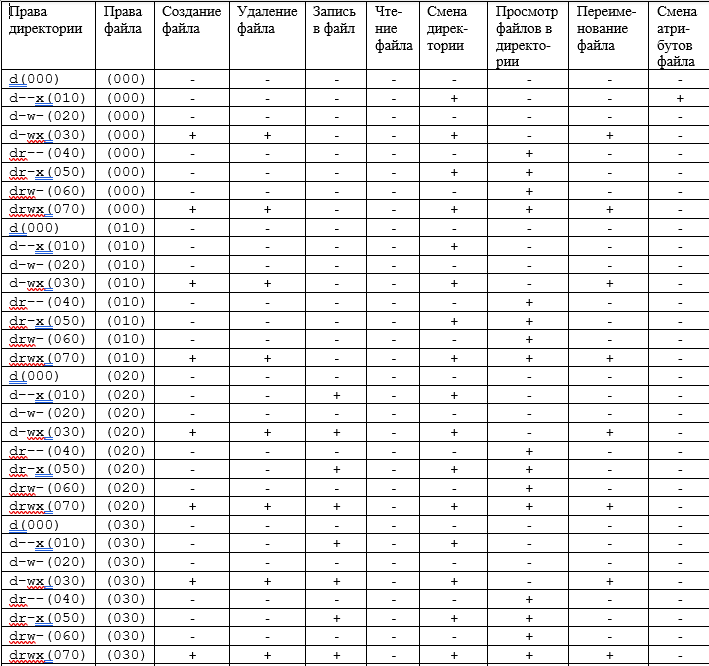 Права директории | Права файла | Создание файла | Удаление файла | Запись в файл | Чте-ние файла | Смена дирек-тории | Просмотр файлов в директо-рии | Переиме-нование файла | Смена атри-бутов файла
d(000) | (000) | - | - | - | - | - | - | - | -
d--x(010) | (000) | - | - | - | - | + | - | - | +
d-w-(020) | (000) | - | - | - | - | - | - | - | -
d-wx(030) | (000) | + | + | - | - | + | - | + | -
dr--(040) | (000) | - | - | - | - | - | + | - | -
dr-x(050) | (000) | - | - | - | - | + | + | - | -
drw-(060) | (000) | - | - | - | - | - | + | - | -
drwx(070) | (000) | + | + | - | - | + | + | + | -
d(000) | (010) | - | - | - | - | - | - | - | -
d--x(010) | (010) | - | - | - | - | + | - | - | -
d-w-(020) | (010) | - | - | - | - | - | - | - | -
d-wx(030) | (010) | + | + | - | - | + | - | + | -
dr--(040) | (010) | - | - | - | - | - | + | - | -
dr-x(050) | (010) | - | - | - | - | + | + | - | -
drw-(060) | (010) | - | - | - | - | - | + | - | -
drwx(070) | (010) | + | + | - | - | + | + | + | -
d(000) | (020) | - | - | - | - | - | - | - | -
d--x(010) | (020) | - | - | + | - | + | - | - | -
d-w-(020) | (020) | - | - | - | - | - | - | - | -
d-wx(030) | (020) | + | + | + | - | + | - | + | -
dr--(040) | (020) | - | - | - | - | - | + | - | -
dr-x(050) | (020) | - | - | + | - | + | + | - | -
drw-(060) | (020) | - | - | - | - | - | + | - | -
drwx(070) | (020) | + | + | + | - | + | + | + | -
d(000) | (030) | - | - | - | - | - | - | - | -
d--x(010) | (030) | - | - | + | - | + | - | - | -
d-w-(020) | (030) | - | - | - | - | - | - | - | -
d-wx(030) | (030) | + | + | + | - | + | - | + | -
dr--(040) | (030) | - | - | - | - | - | + | - | -
dr-x(050) | (030) | - | - | + | - | + | + | - | -
drw-(060) | (030) | - | - | - | - | - | + | - | -
drwx(070) | (030) | + | + | + | - | + | + | + | -